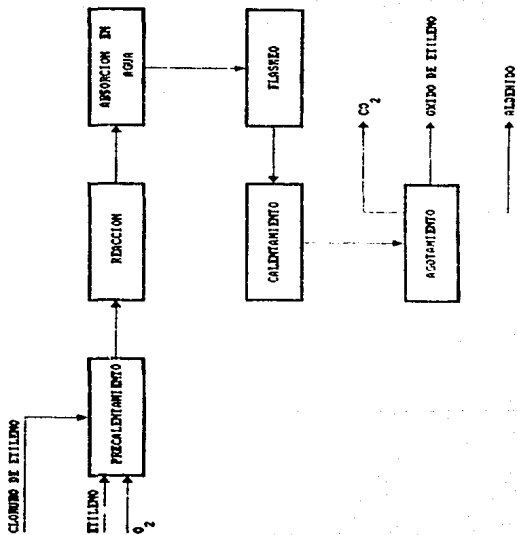 CLORURO DE ETILENO
ETILENO
O2
PRECALENTAMIENTO
REACCION
ABSORCION EN
AGUA
FLASHEO
CALENTAMIENTO
AGOTAMIENTO
CO2
OXIDO DE ETILENO
ALDEHIDO